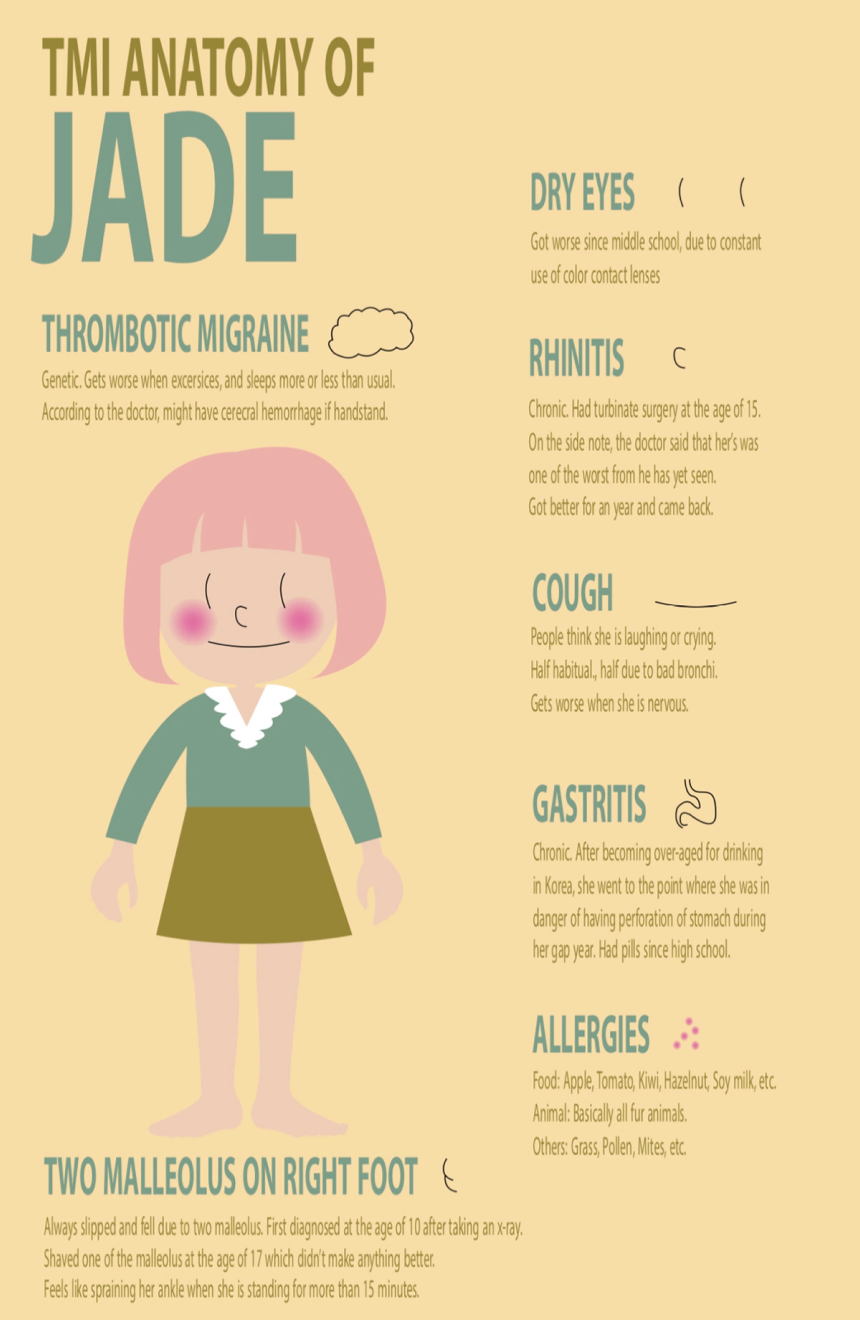 TMI ANATOMY OF
JADE
THROMBOTIC MIGRAINE
Genetic. Gets worse when excersices, and sleeps more or less than usual.
According to the doctor, might have cerecral hemorrhage if handstand.
DRY EYES
Got worse since middle school, due to constant
use of color contact lenses
RHINITIS
Chronic. Had turbinate surgery at the age of 15.
On the side note, the doctor said that her's was
one of the worst from he has yet seen.
Got better for an year and came back.
COUGH
People think she is laughing or crying.
Half habitual., half due to bad bronchi.
Gets worse when she is nervous.
GASTRITIS
Chronic. After becoming over-aged for drinking
in Korea, she went to the point where she was in
danger of having perforation of stomach during
her gap year. Had pills since high school.
ALLERGIES
Food: Apple, Tomato, Kiwi, Hazelnut, Soy milk, etc.
Animal: Basically all fur animals.
Others: Grass, Pollen, Mites, etc.
TWO MALLEOLUS ON RIGHT FOOT
Always slipped and fell due to two malleolus. First diagnosed at the age of 10 after taking an x-ray.
Shaved one of the malleolus at the age of 17 which didn't make anything better.
Feels like spraining her ankle when she is standing for more than 15 minutes.